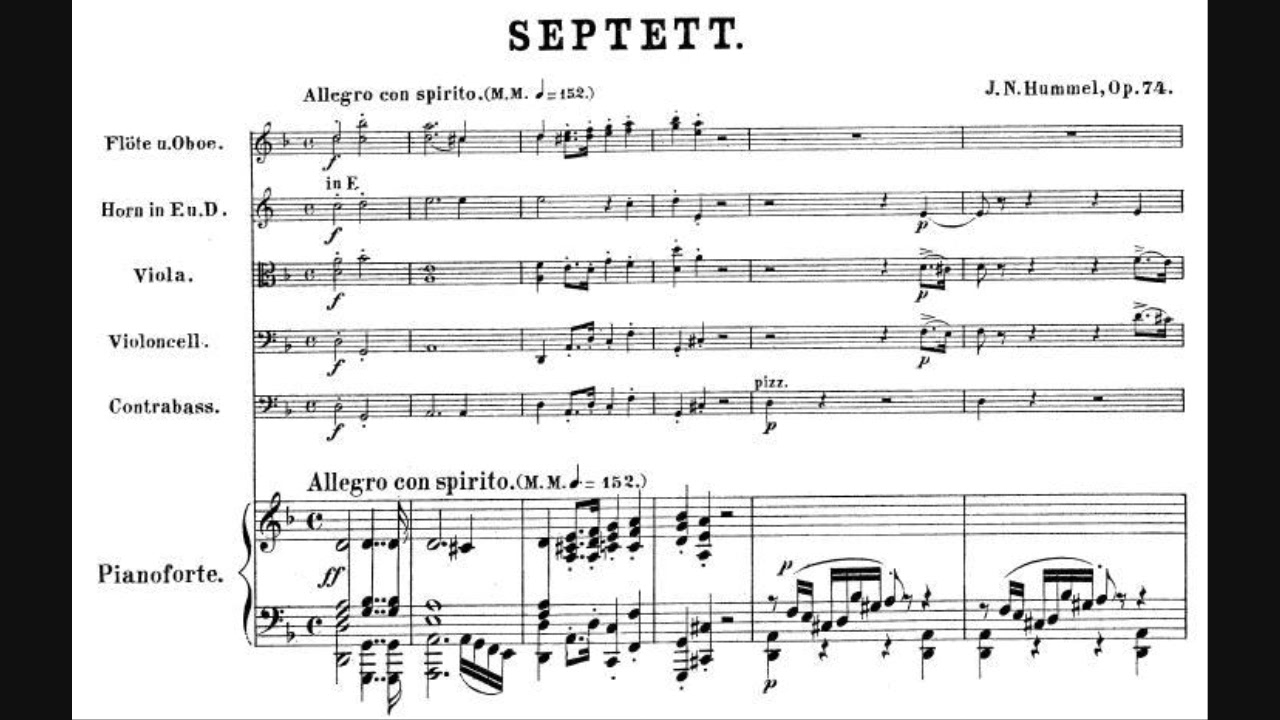 SEPTETT.
Allegro con spirito.(M.M. ♩=152.)
J.N.Hummel,Op.74.
Flöte u.Oboe.
f
in E
Horn in E u.D.
f
p
Viola.
f
p
Violoncell.
f
p
pizz.
Contrabass.
f
p
Allegro con spirito.(M.M. ♩= 152.)
Pianoforte.
ff
p
p